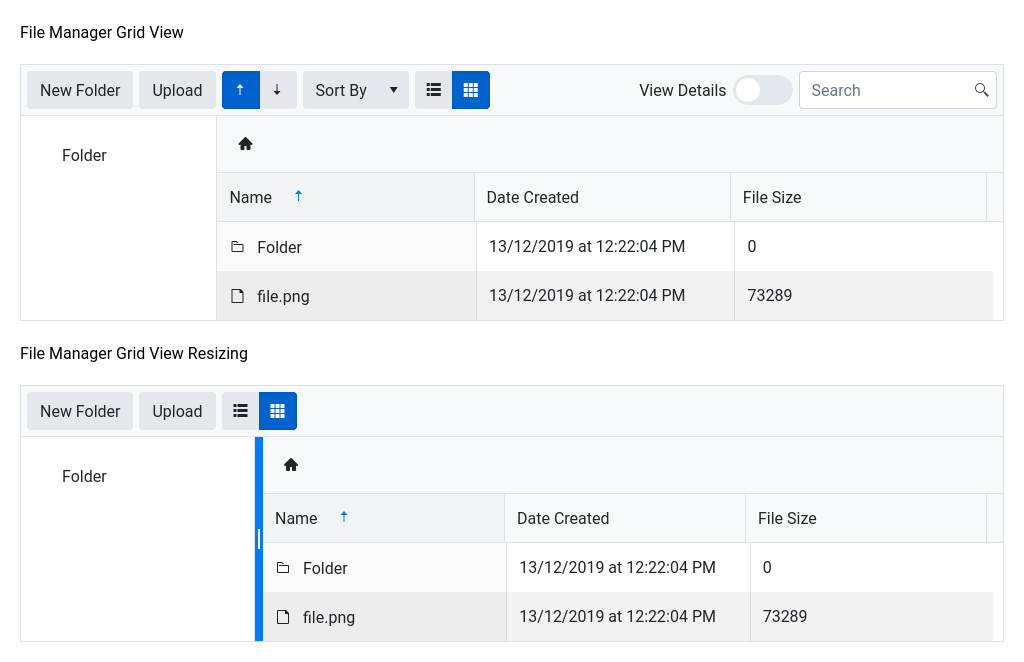 File Manager Grid View
New Folder Upload Sort By View Details Search
Folder
Name Date Created File Size
Folder 13/12/2019 at 12:22:04 PM 0
file.png 13/12/2019 at 12:22:04 PM 73289
File Manager Grid View Resizing
New Folder Upload
Folder
Name Date Created File Size
Folder 13/12/2019 at 12:22:04 PM 0
file.png 13/12/2019 at 12:22:04 PM 73289